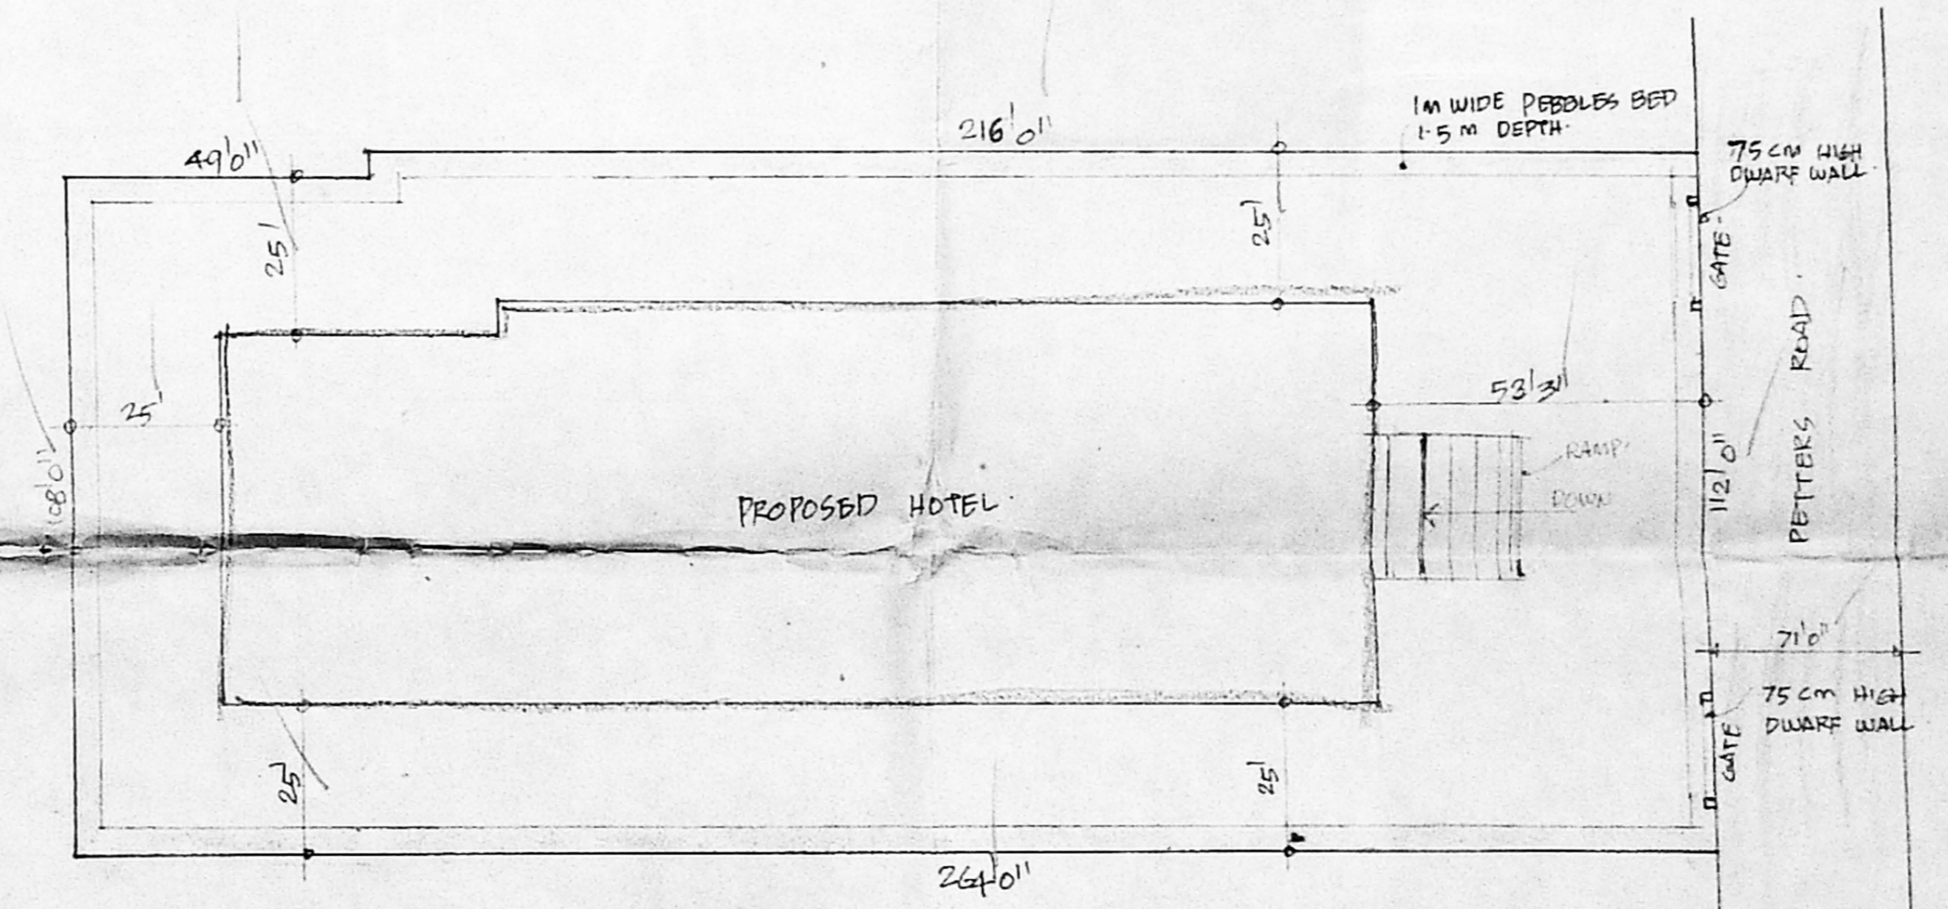 1M WIDE PEBBLES BED
1.5 M DEPTH.
216'0"
49'0"
75 CM HIGH
DWARF WALL.
25'
25'
GATE.
25'
53'3"
PETTERS ROAD.
108'0"
112'0"
RAMP.
PROPOSED HOTEL.
DOWN
71'0"
75 CM HIGH
DWARF WALL
GATE
25'
25'
264'0"